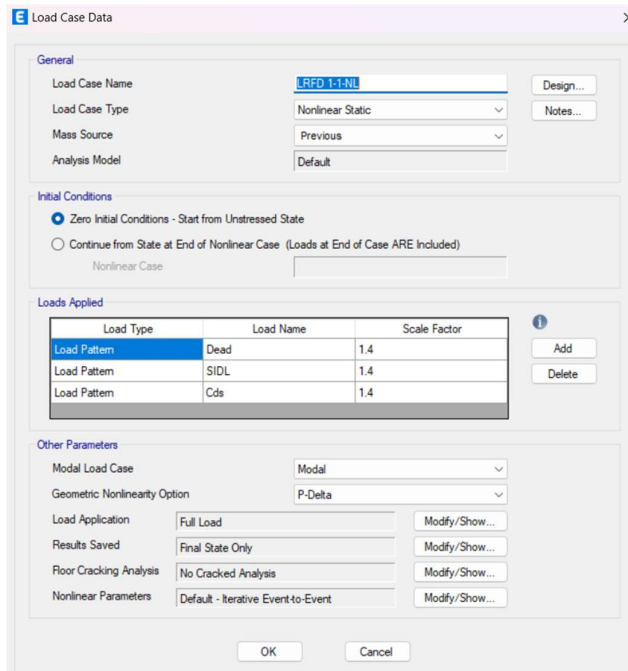 E Load Case Data
General
Load Case Name LRFD 1-1-NL Design...
Load Case Type Nonlinear Static Notes...
Mass Source Previous
Analysis Model Default
Initial Conditions
Zero Initial Conditions - Start from Unstressed State
Continue from State at End of Nonlinear Case (Loads at End of Case ARE Included)
Nonlinear Case
Loads Applied
Load Type Load Name Scale Factor
Load Pattern Dead 1.4 Add
Load Pattern SIDL 1.4 Delete
Load Pattern Cds 1.4
Other Parameters
Modal Load Case Modal
Geometric Nonlinearity Option P-Delta
Load Application Full Load Modify/Show...
Results Saved Final State Only Modify/Show...
Floor Cracking Analysis No Cracked Analysis Modify/Show...
Nonlinear Parameters Default - Iterative Event-to-Event Modify/Show...
OK Cancel